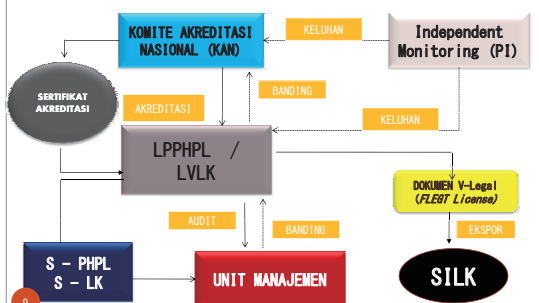 KOMITE AKREDITASI
NASIONAL (KAN)
KELUHAN
Independent
Monitoring (PI)
SERTIFIKAT
AKREDITASI
BANDING
AKREDITASI
KELUHAN
LPPHPL /
LVLK
DOKUMEN V-Legal
(FLEGT License)
AUDIT
BANDING
EKSPOR
S - PHPL
S - LK
UNIT MANAJEMEN
SILK
9